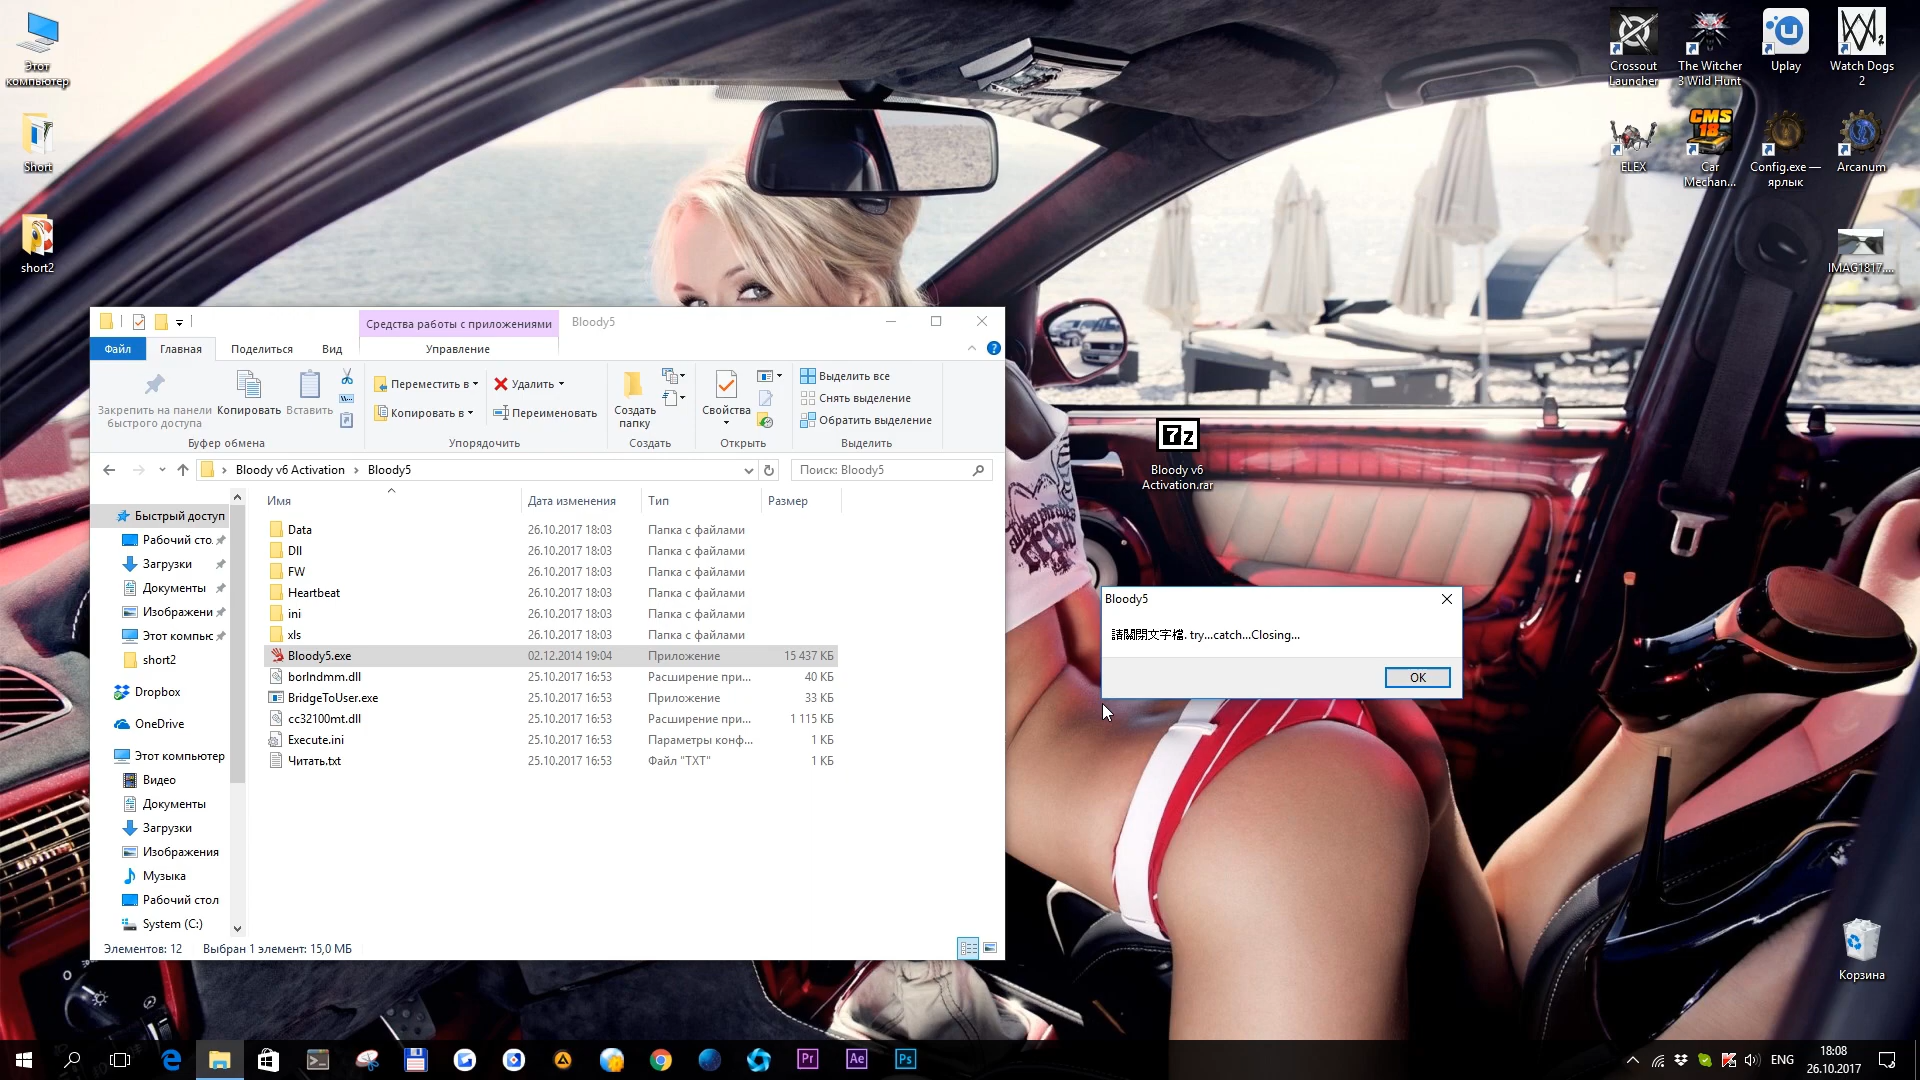 Этот
компьютер
Short
short2
Crossout
Launcher
The Witcher
3 Wild Hunt
Uplay
Watch Dogs
2
ELEX
CMS
18
Car
Mechan...
Config.exe —
ярлык
Arcanum
IMAG1817....
Средства работы с приложениями
Bloody5
Файл
Главная
Поделиться
Вид
Управление
Закрепить на панели
быстрого доступа
Копировать
Вставить
Буфер обмена
Переместить в
Копировать в
Удалить
Переименовать
Упорядочить
Создать
папку
Создать
Свойства
Открыть
Выделить все
Снять выделение
Обратить выделение
Выделить
Bloody v6 Activation
Bloody5
Поиск: Bloody5
Имя
Дата изменения
Тип
Размер
Быстрый доступ
Рабочий сто.
Загрузки
Документы
Изображени
Этот компьк
short2
Dropbox
OneDrive
Этот компьютер
Видео
Документы
Загрузки
Изображения
Музыка
Рабочий стол
System (C:)
Data 26.10.2017 18:03 Папка с файлами
Dll 26.10.2017 18:03 Папка с файлами
FW 26.10.2017 18:03 Папка с файлами
Heartbeat 26.10.2017 18:03 Папка с файлами
ini 26.10.2017 18:03 Папка с файлами
xls 26.10.2017 18:03 Папка с файлами
Bloody5.exe 02.12.2014 19:04 Приложение 15 437 КБ
borlndmm.dll 25.10.2017 16:53 Расширение при... 40 КБ
BridgeToUser.exe 25.10.2017 16:53 Приложение 33 КБ
cc32100mt.dll 25.10.2017 16:53 Расширение при... 1 115 КБ
Execute.ini 25.10.2017 16:53 Параметры конф... 1 КБ
Читать.txt 25.10.2017 16:53 Файл "TXT" 1 КБ
Элементов: 12
Выбран 1 элемент: 15,0 МБ
7z
Bloody v6
Activation.rar
Bloody5
請關閉文字檔. try...catch...Closing...
OK
Корзина
Pr
Ae
Ps
ENG
18:08
26.10.2017